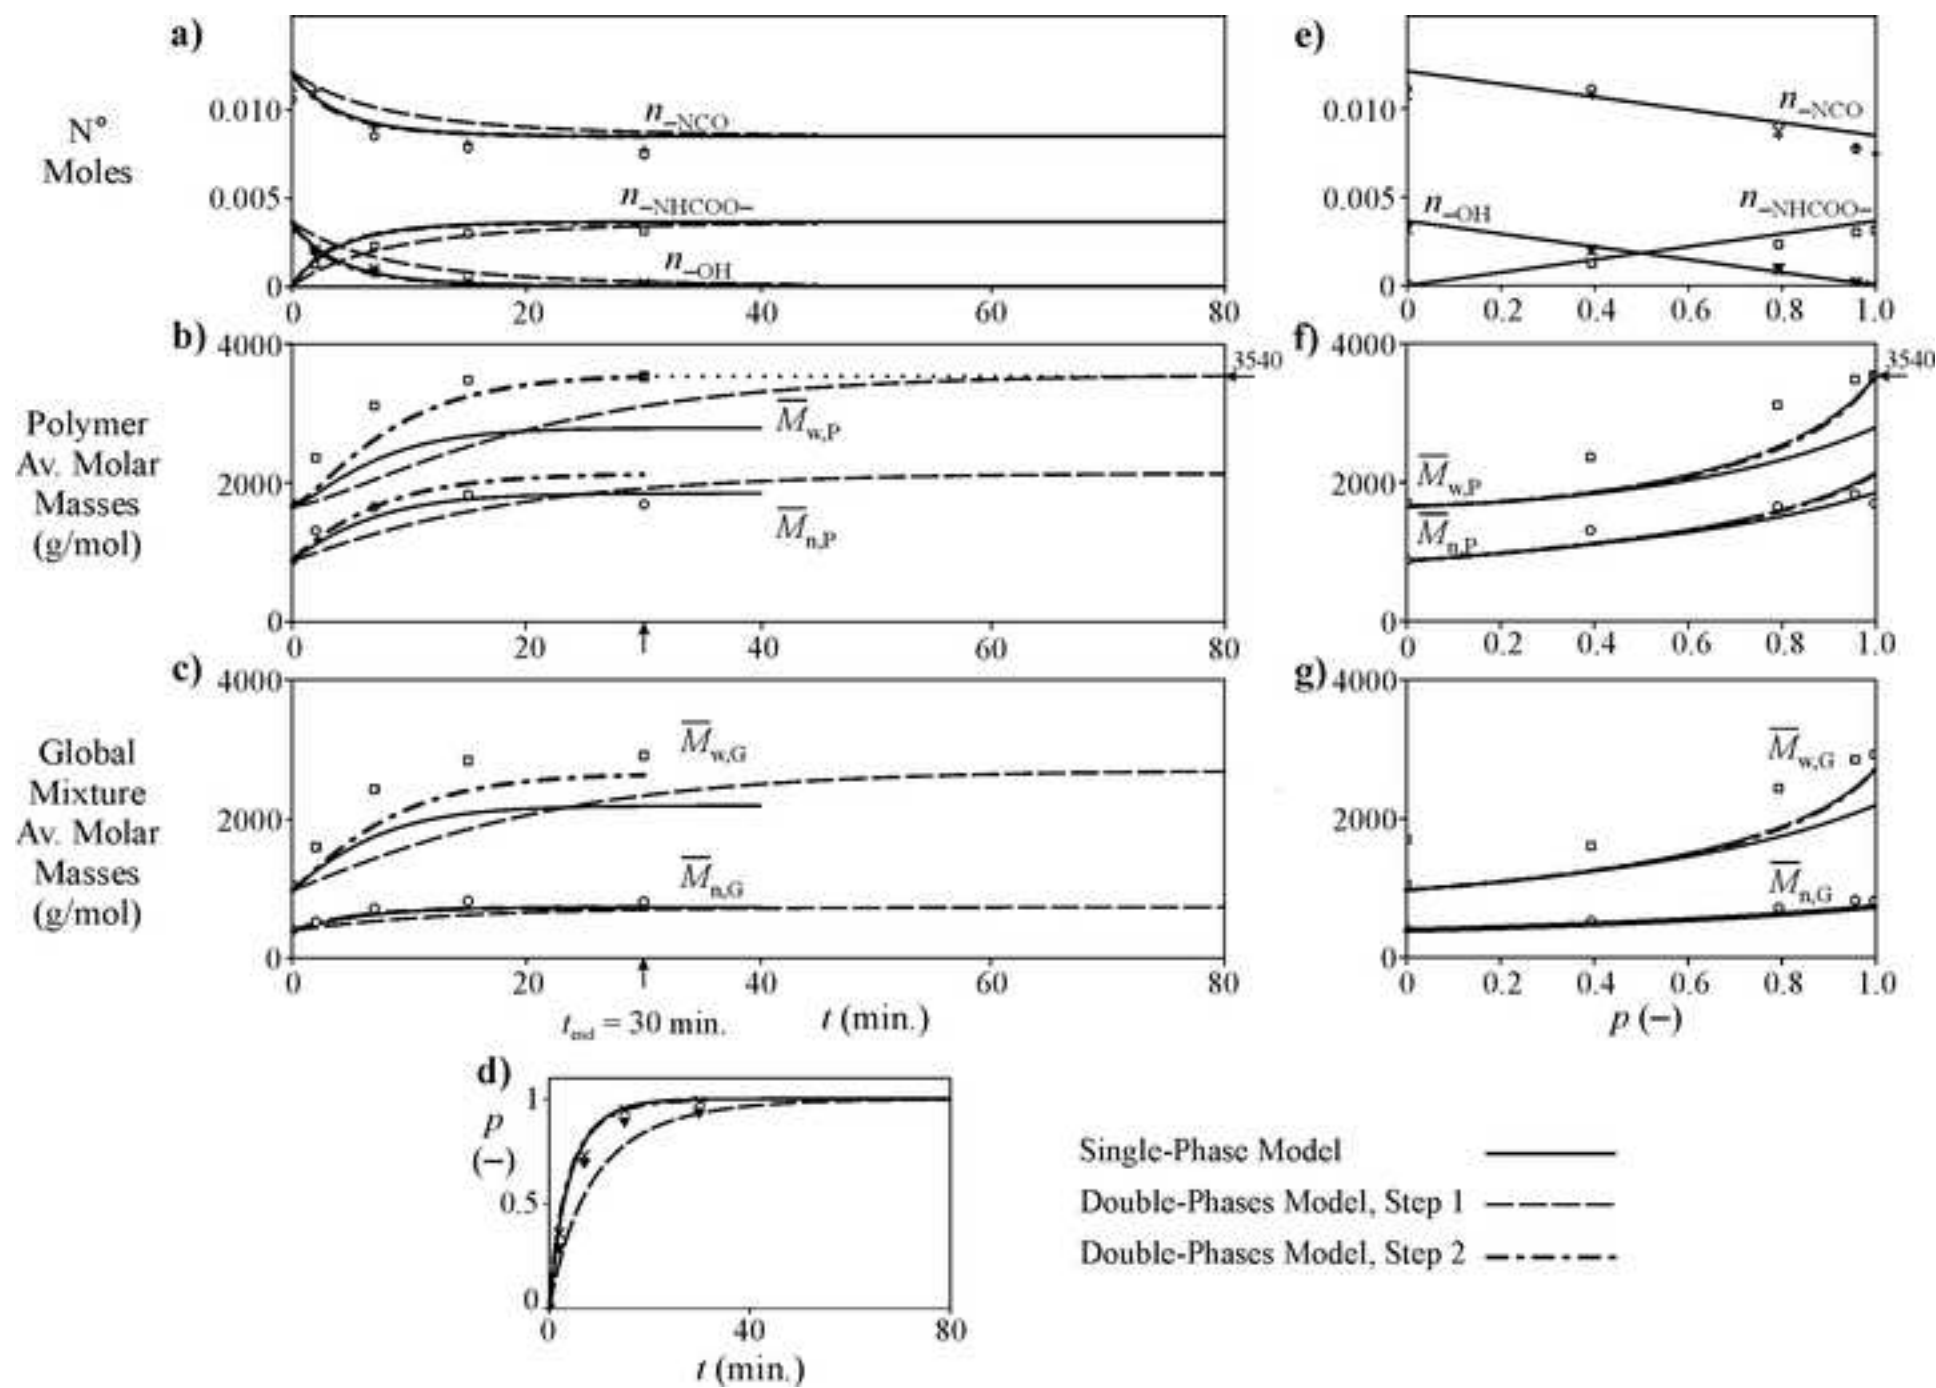 a)
N°
Moles
0.010
0.005
0
n–NCO
n–NHCOO–
n–OH
0 20 40 60 80
e)
0.010
0.005
0
n–NCO
n–OH
n–NHCOO–
0 0.2 0.4 0.6 0.8 1.0
b)
Polymer
Av. Molar
Masses
(g/mol)
4000
2000
0
3540
M̅w,P
M̅n,P
0 20 40 60 80
f)
4000
2000
0
3540
M̅w,P
M̅n,P
0 0.2 0.4 0.6 0.8 1.0
c)
Global
Mixture
Av. Molar
Masses
(g/mol)
4000
2000
0
M̅w,G
M̅n,G
0 20 40 60 80
tend = 30 min.
t (min.)
g)
4000
2000
0
M̅w,G
M̅n,G
0 0.2 0.4 0.6 0.8 1.0
p (–)
d)
1
p
(–)
0.5
0
0 40 80
t (min.)
Single-Phase Model
Double-Phases Model, Step 1
Double-Phases Model, Step 2